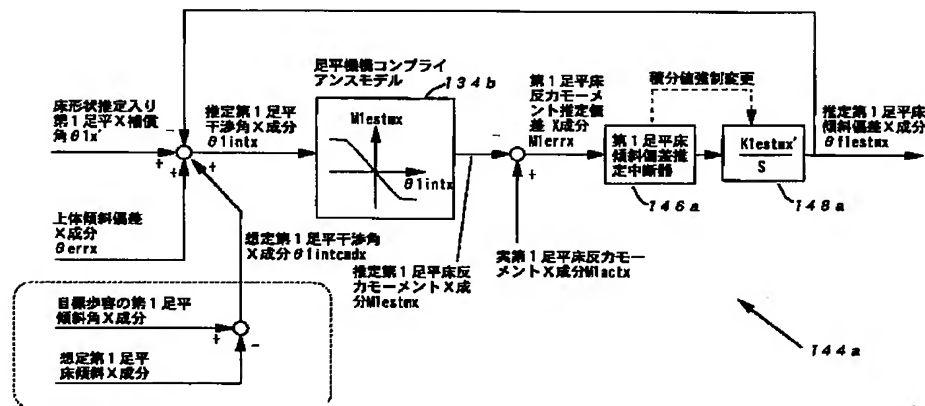 足平機構コンプライ
アンスモデル
134b
M1estmx
θ1intx
床形状推定入り
第1足平X補償
角θ1x'
推定第1足平
干渉角X成分
θ1intx
第1足平床
反力モーメ
ント推定偏
差 X成分
M1errx
積分値強制変更
第1足平床
傾斜偏差推
定中断器
146a
K1estmx'
S
148a
推定第1足平床
傾斜偏差X成分
θf1estmx
上体傾斜偏差
X成分
θerrx
想定第1足平干渉角
X成分θ1intcmdx
推定第1足平床反
力モーメントX成
分M1estmx
実第1足平床反力モー
メントX成分M1actx
目標歩容の第1足平
傾斜角X成分
想定第1足平
床傾斜X成分
144a